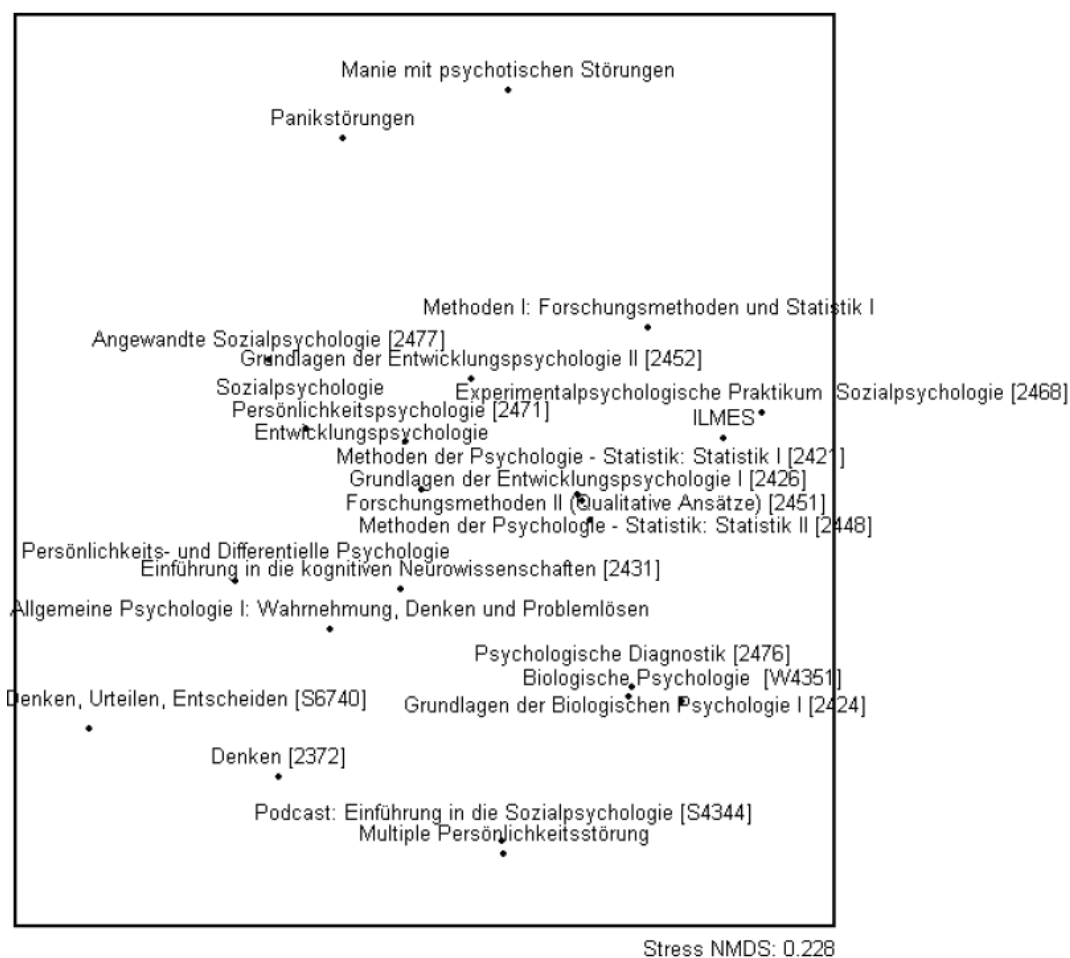 Manie mit psychotischen Störungen
Panikstörungen
Methoden I: Forschungsmethoden und Statistik I
Angewandte Sozialpsychologie [2477]
Grundlagen der Entwicklungspsychologie II [2452]
Sozialpsychologie
Experimentalpsychologische Praktikum Sozialpsychologie [2468]
Persönlichkeitspsychologie [2471]
ILMES
Entwicklungspsychologie
Methoden der Psychologie - Statistik: Statistik I [2421]
Grundlagen der Entwicklungspsychologie I [2426]
Forschungsmethoden II (Qualitative Ansätze) [2451]
Methoden der Psychologie - Statistik: Statistik II [2448]
Persönlichkeits- und Differentielle Psychologie
Einführung in die kognitiven Neurowissenschaften [2431]
Allgemeine Psychologie I: Wahrnehmung, Denken und Problemlösen
Psychologische Diagnostik [2476]
Biologische Psychologie [W4351]
Denken, Urteilen, Entscheiden [S6740]
Grundlagen der Biologischen Psychologie I [2424]
Denken [2372]
Podcast: Einführung in die Sozialpsychologie [S4344]
Multiple Persönlichkeitsstörung
Stress NMDS: 0.228